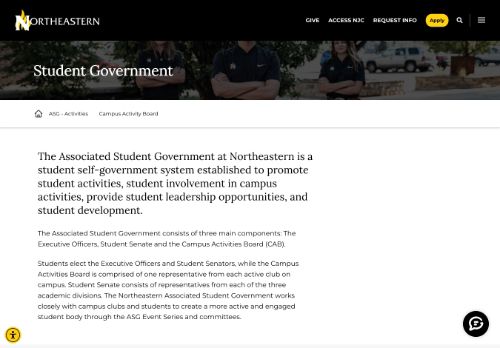 NORTHEASTERN
GIVE ACCESS NJC REQUEST INFO Apply
Student Government
ASG - Activities Campus Activity Board
The Associated Student Government at Northeastern is a
student self-government system established to promote
student activities, student involvement in campus
activities, provide student leadership opportunities, and
student development.
The Associated Student Government consists of three main components: The
Executive Officers, Student Senate and the Campus Activities Board (CAB).
Students elect the Executive Officers and Student Senators, while the Campus
Activities Board is comprised of one representative from each active club on
campus. Student Senate consists of representatives from each of the three
academic divisions. The Northeastern Associated Student Government works
closely with campus clubs and students to create a more active and engaged
student body through the ASG Event Series and committees.